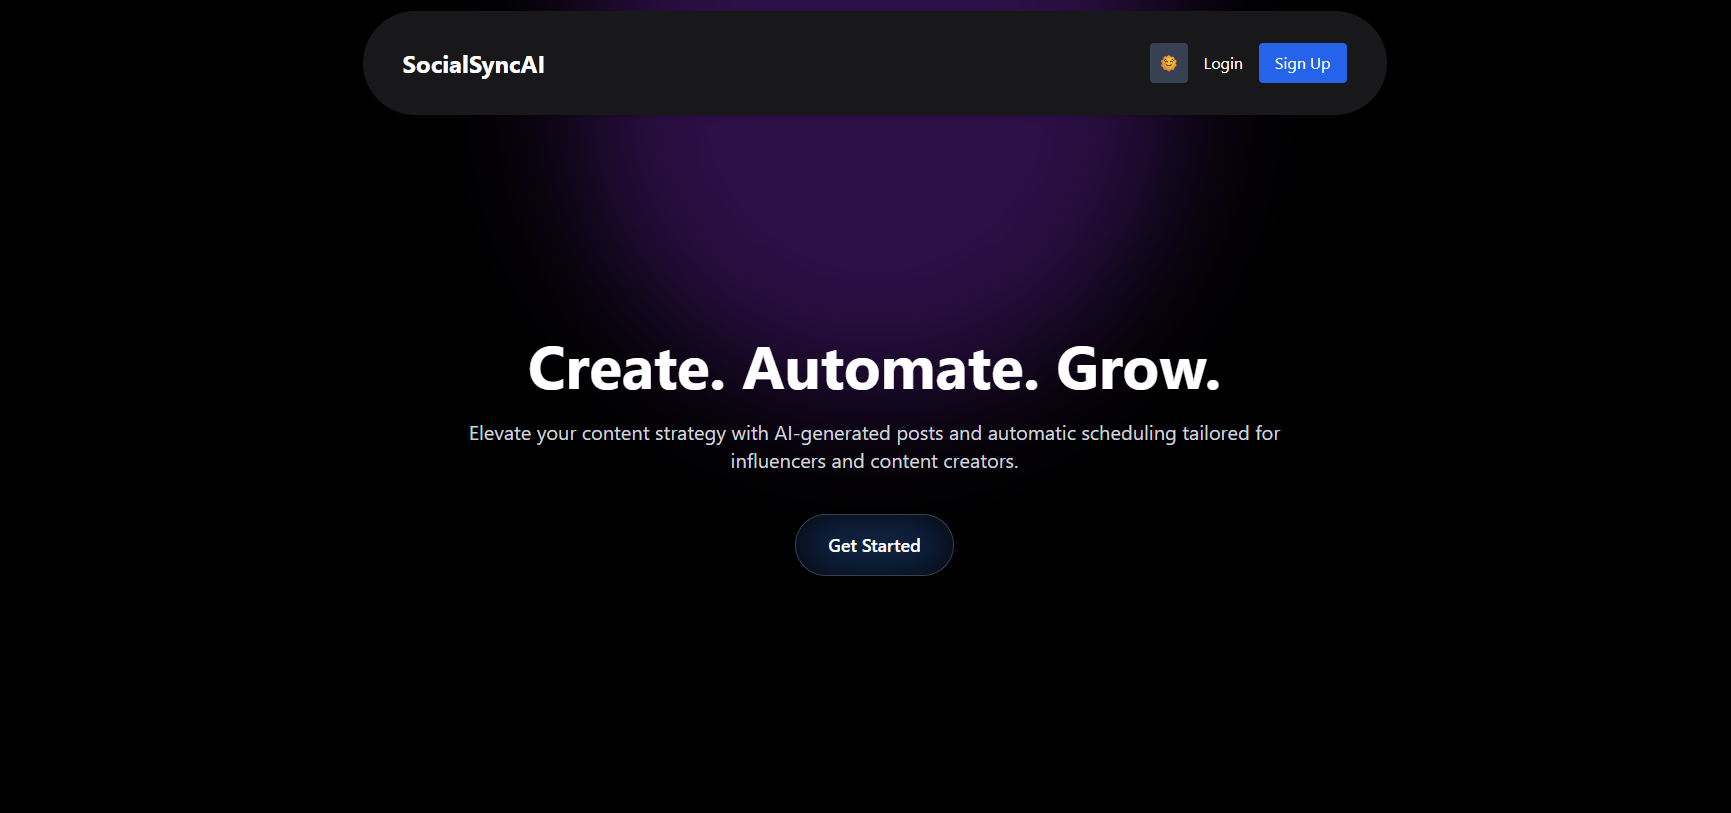 SocialSyncAI
Login
Sign Up
Create. Automate. Grow.
Elevate your content strategy with AI-generated posts and automatic scheduling tailored for
influencers and content creators.
Get Started